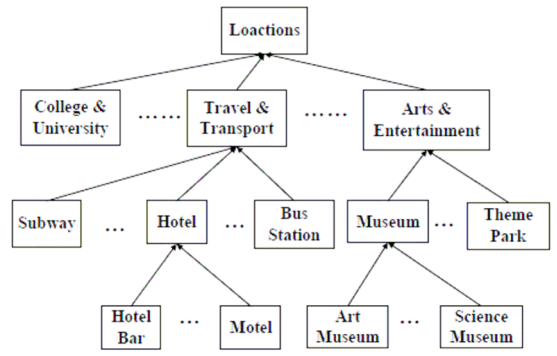 Loactions
College &
University
……
Travel &
Transport
……
Arts &
Entertainment
Subway
...
Hotel
...
Bus
Station
Museum
...
Theme
Park
Hotel
Bar
...
Motel
Art
Museum
...
Science
Museum